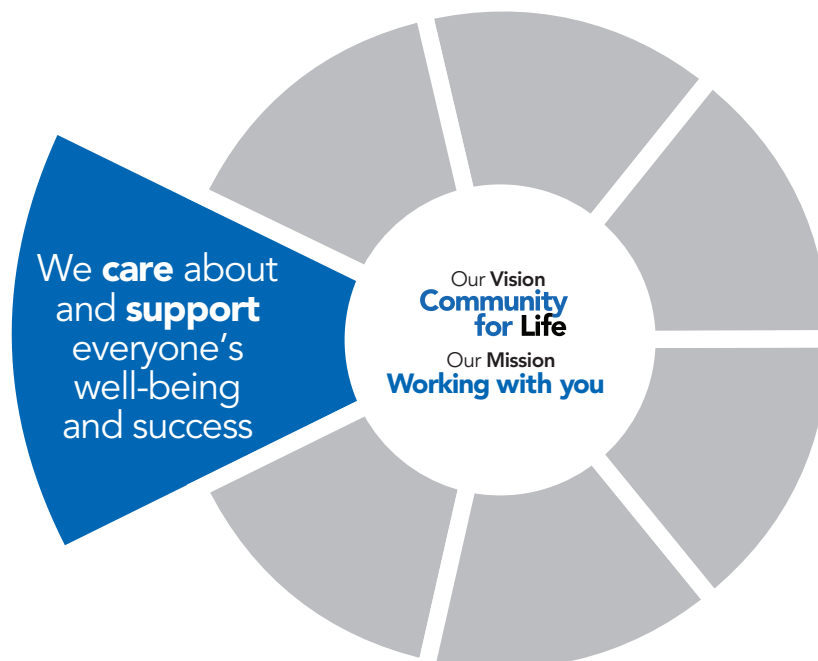 We care about
and support
everyone’s
well-being
and success
Our Vision
Community
for Life
Our Mission
Working with you